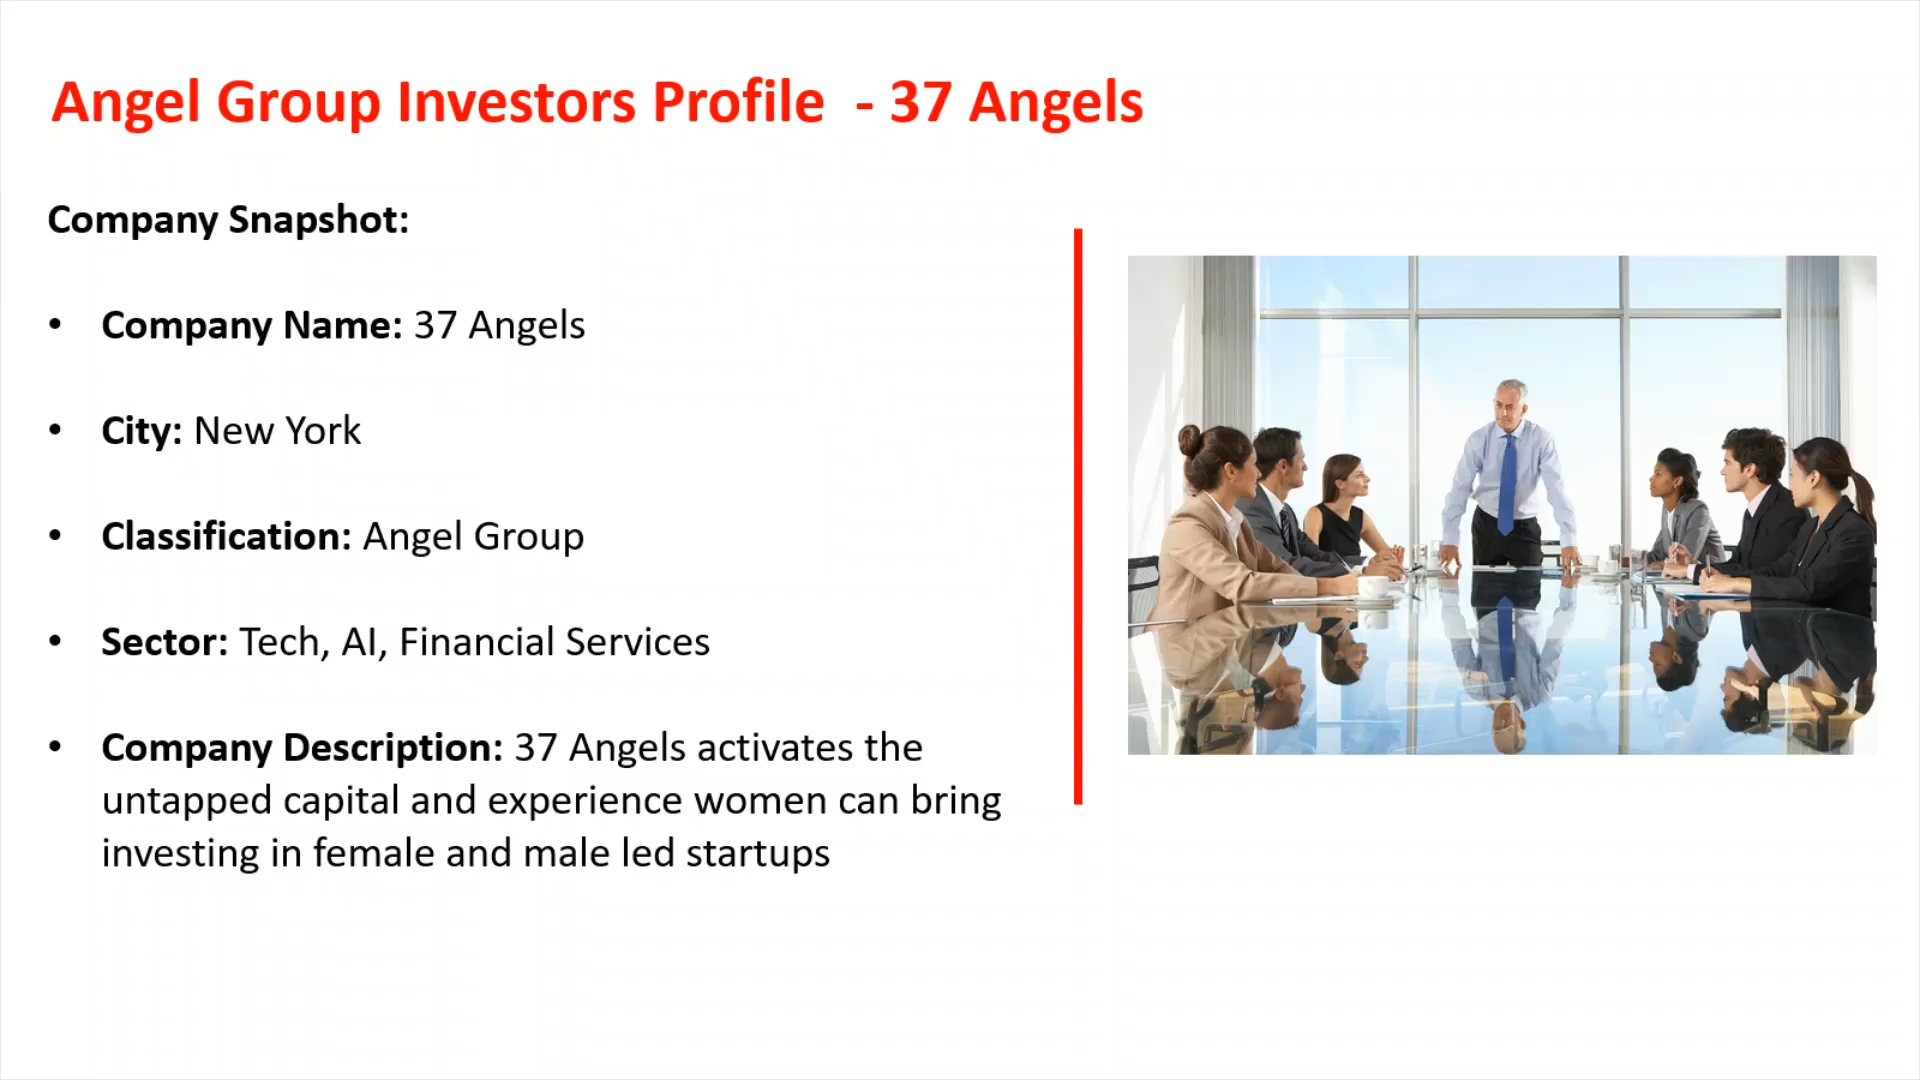 Angel Group Investors Profile  - 37 Angels
Company Snapshot:
• Company Name: 37 Angels
• City: New York
• Classification: Angel Group
• Sector: Tech, AI, Financial Services
• Company Description: 37 Angels activates the
untapped capital and experience women can bring
investing in female and male led startups